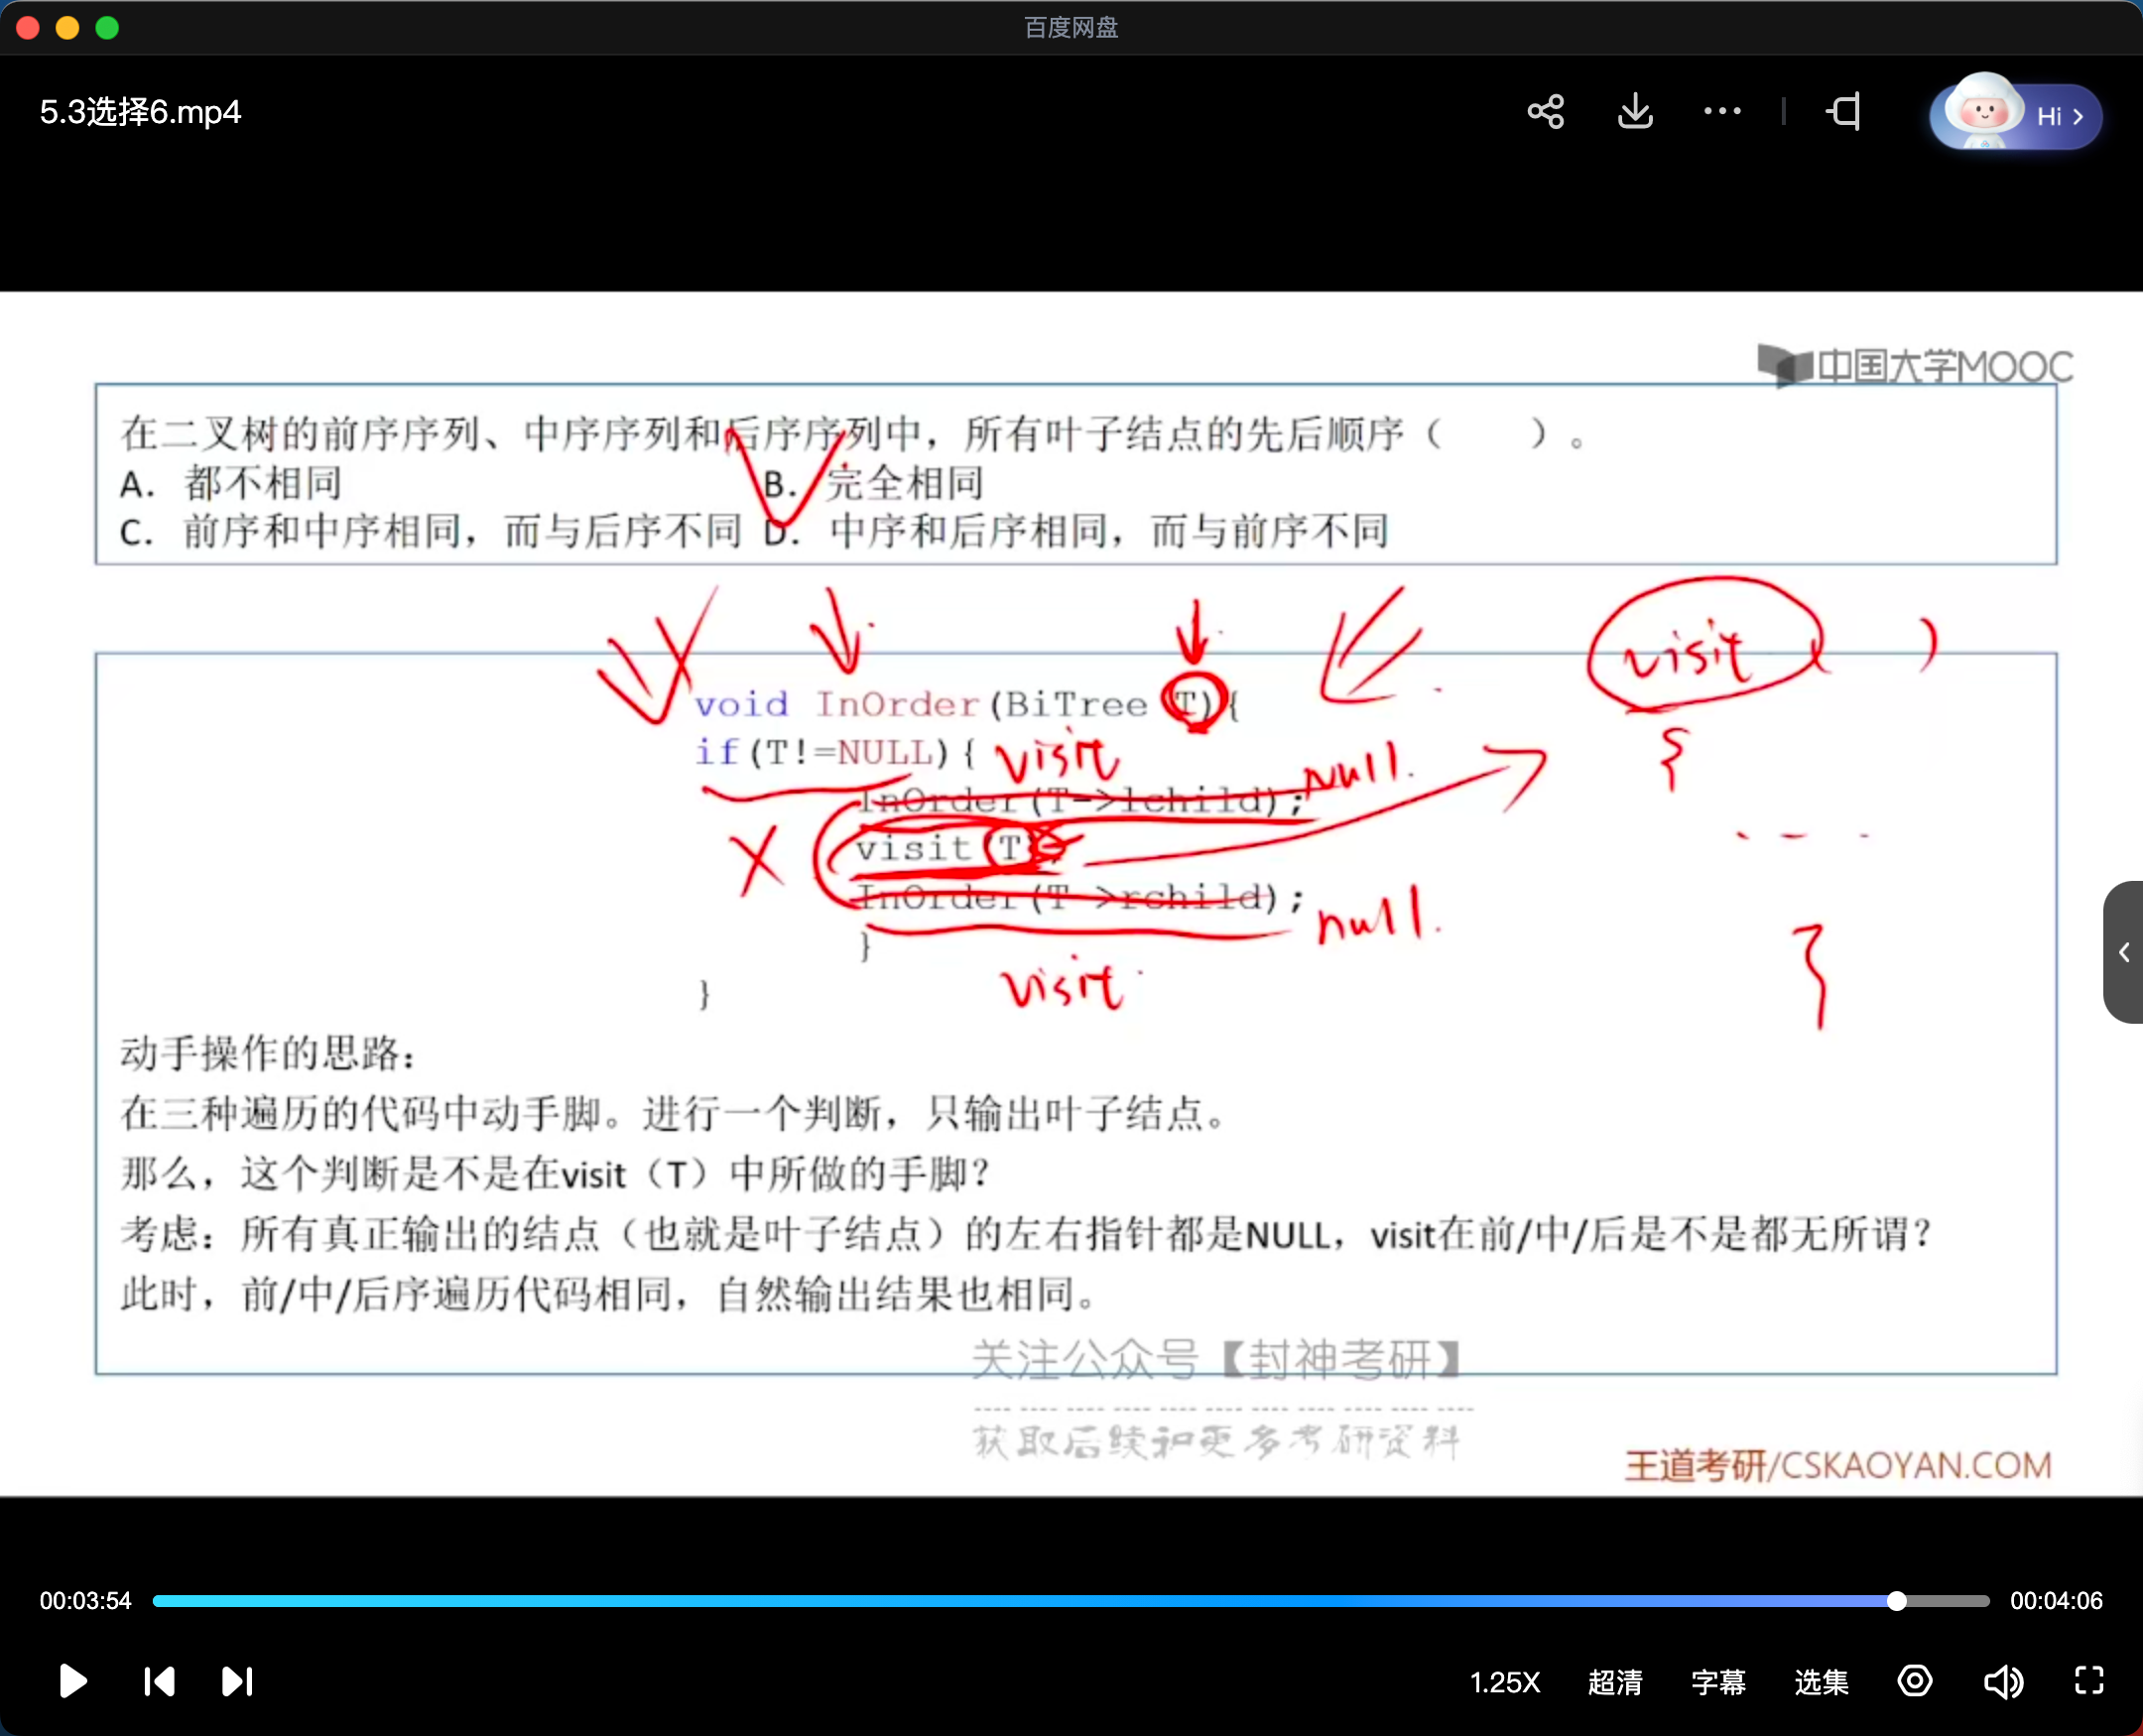 百度网盘
5.3选择6.mp4
Hi
中国大学MOOC
在二叉树的前序序列、中序序列和后序序列中，所有叶子结点的先后顺序（　　）。
A. 都不相同 B. 完全相同
C. 前序和中序相同，而与后序不同 D. 中序和后序相同，而与前序不同
visit( )
void InOrder(BiTree T){
if(T!=NULL){ visit
InOrder(T->lchild); null.
visit(T);
InOrder(T->rchild); null.
}
visit
}
{
}
动手操作的思路：
在三种遍历的代码中动手脚。进行一个判断，只输出叶子结点。
那么，这个判断是不是在visit（T）中所做的手脚？
考虑：所有真正输出的结点（也就是叶子结点）的左右指针都是NULL，visit在前/中/后是不是都无所谓？
此时，前/中/后序遍历代码相同，自然输出结果也相同。
关注公众号【封神考研】
获取后续和更多考研资料
王道考研/CSKAOYAN.COM
00:03:54 00:04:06
1.25X 超清 字幕 选集